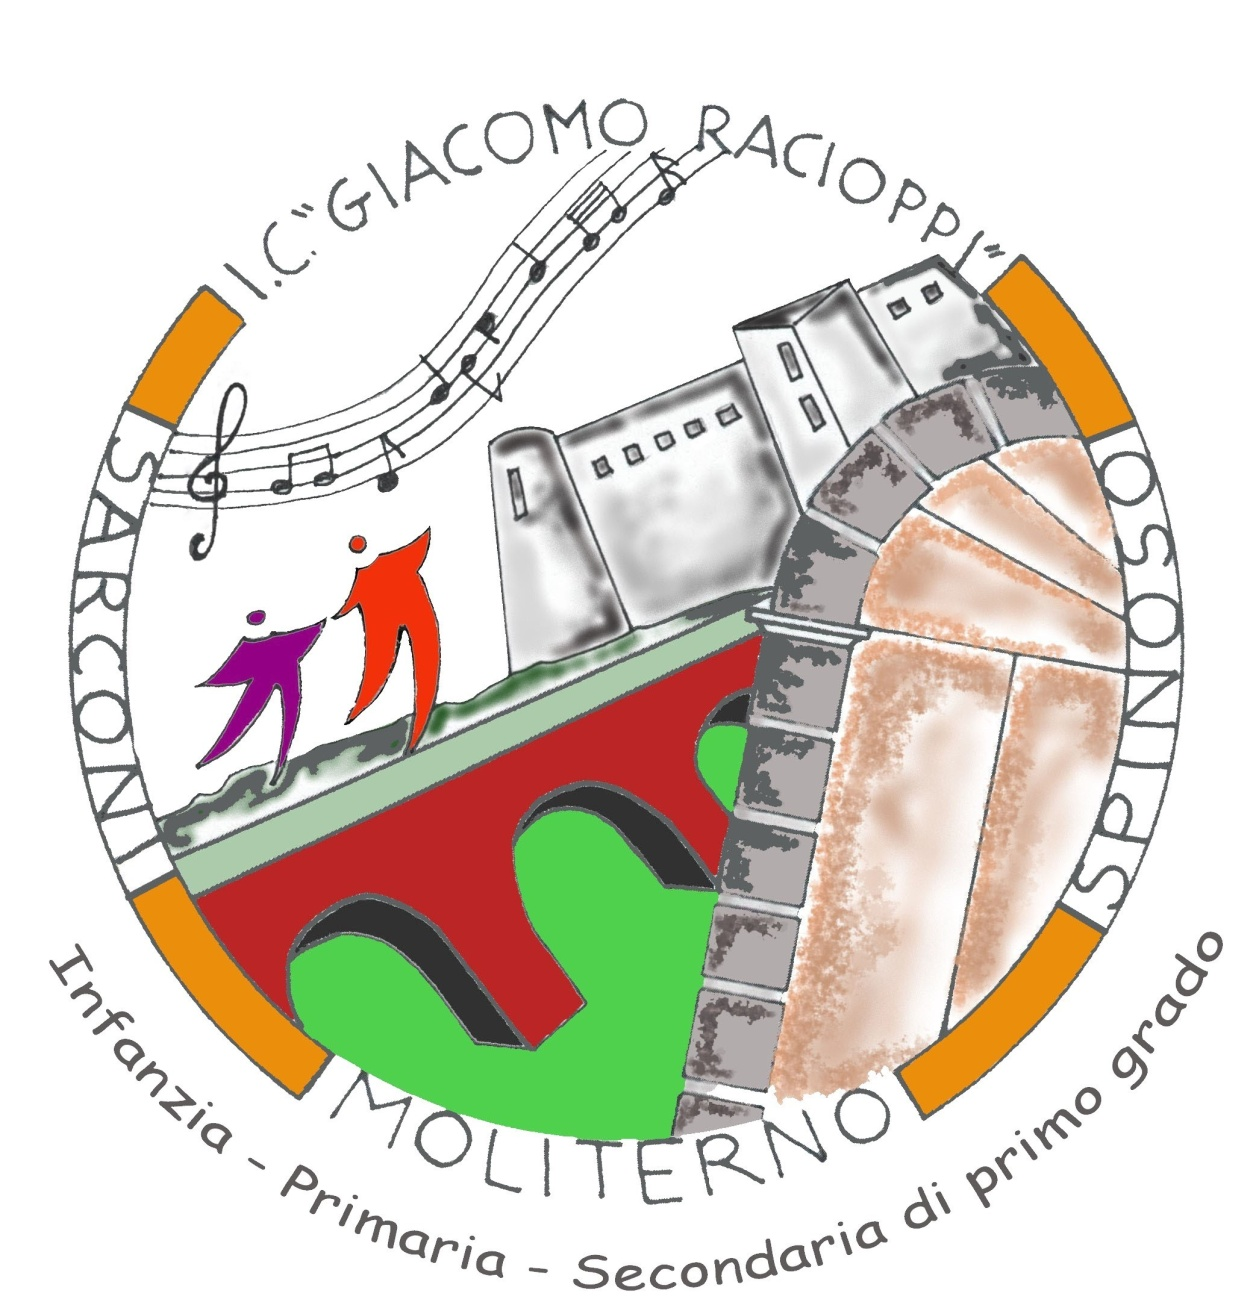 I.C. "GIACOMO RACIOPPI"
SARCONI
SPINOSO
MOLITERNO
Infanzia - Primaria - Secondaria di primo grado